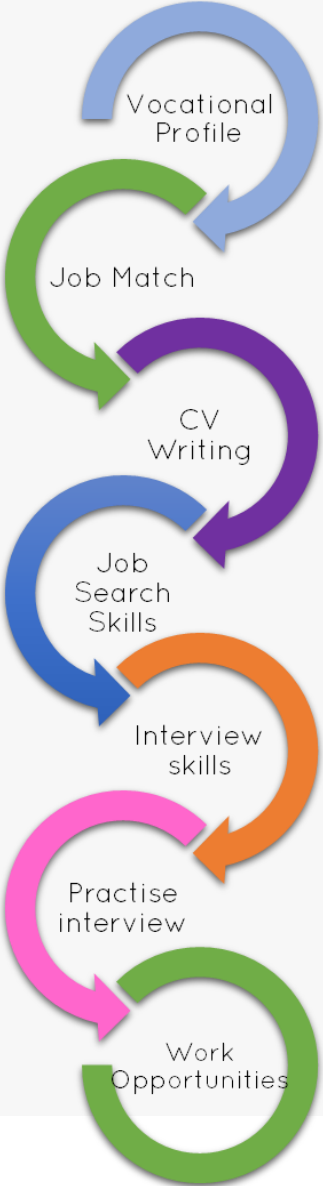 Vocational
Profile
Job Match
CV
Writing
Job
Search
Skills
Interview
skills
Practise
interview
Work
Opportunities